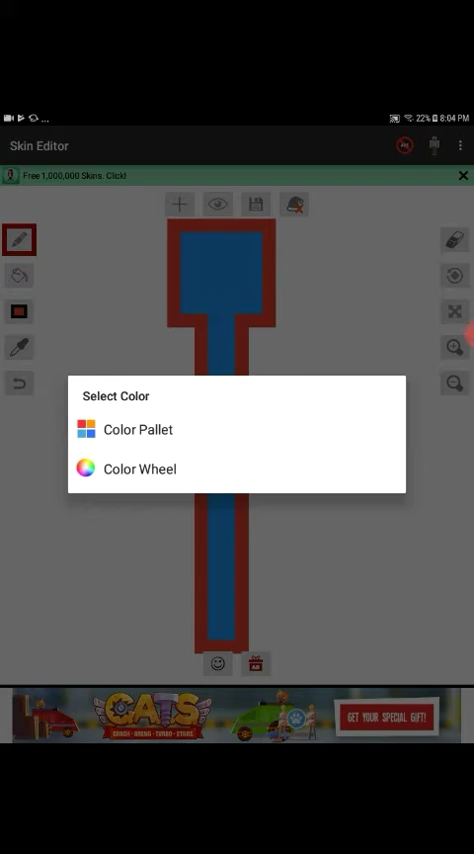 22% 8:04 PM
Skin Editor
Free 1,000,000 Skins. Click!
Select Color
Color Pallet
Color Wheel
CATS
CRASH · ARENA · TURBO · STARS
GET YOUR SPECIAL GIFT!